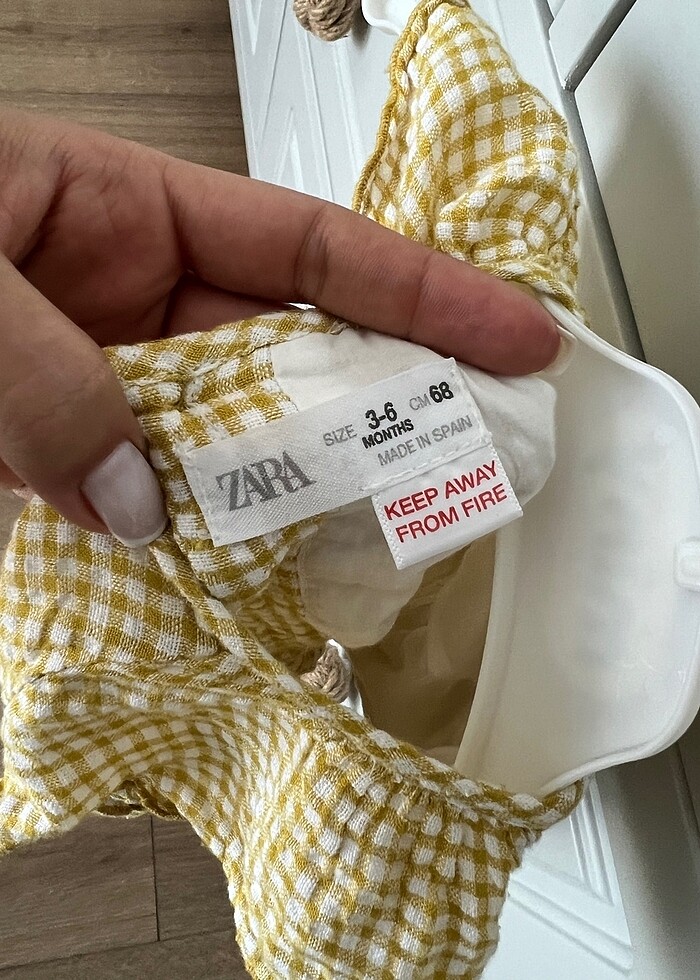 ZARA
SIZE 3-6 CM 68
MONTHS
MADE IN SPAIN
KEEP AWAY
FROM FIRE